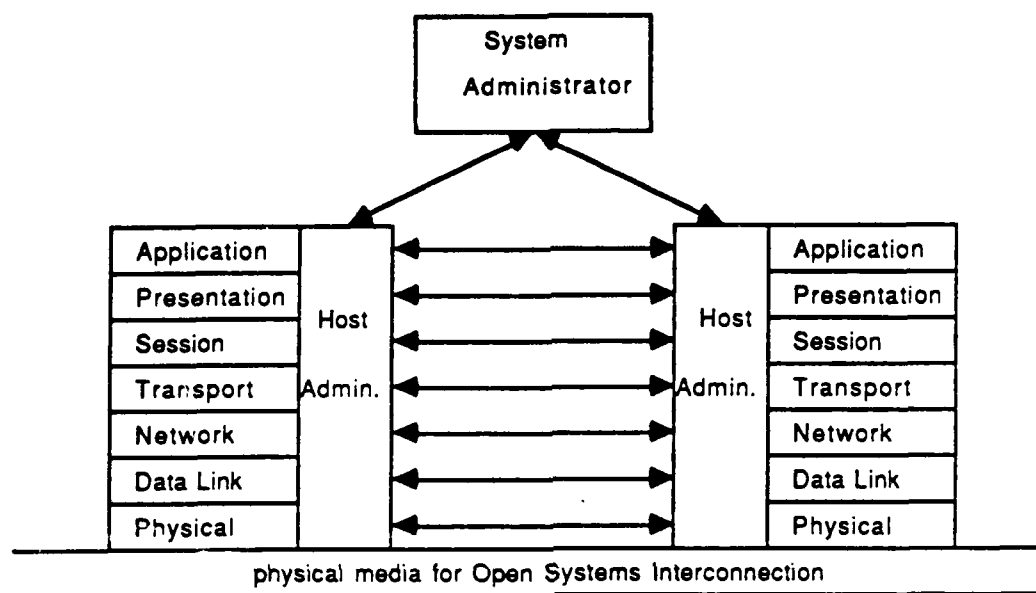 System
Administrator
Application
Presentation
Session
Transport
Network
Data Link
Physical
Host
Admin.
Host
Admin.
Application
Presentation
Session
Transport
Network
Data Link
Physical
physical media for Open Systems Interconnection